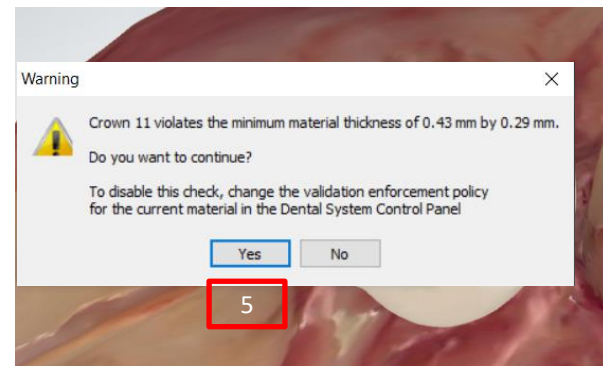 Warning
Crown 11 violates the minimum material thickness of 0.43 mm by 0.29 mm.
Do you want to continue?
To disable this check, change the validation enforcement policy
for the current material in the Dental System Control Panel
Yes No
5